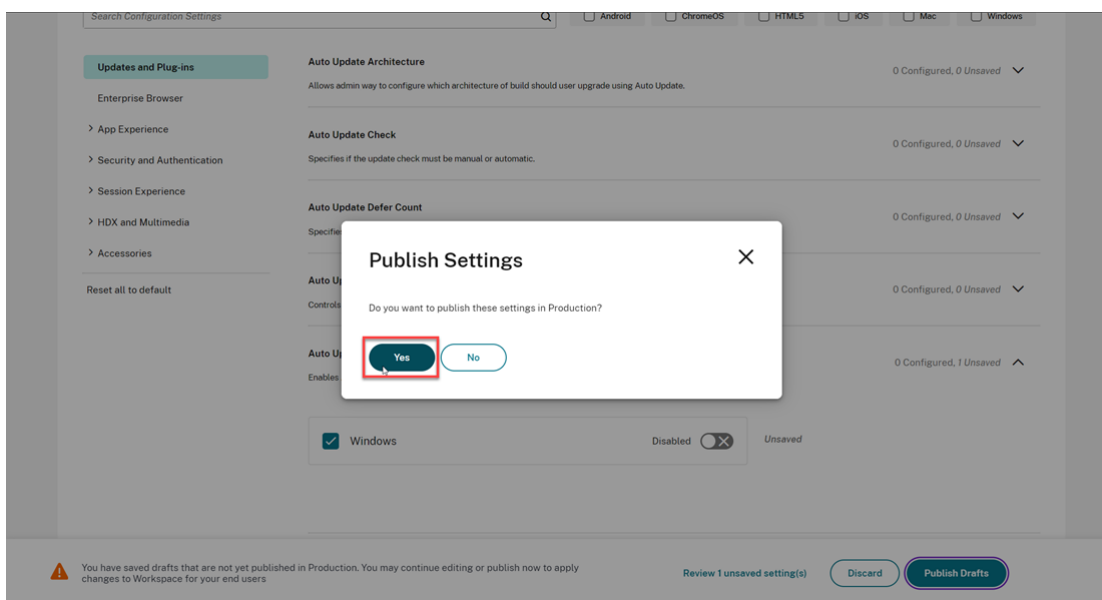 Search Configuration Settings
Android
ChromeOS
HTML5
iOS
Mac
Windows
Updates and Plug-ins
Enterprise Browser
App Experience
Security and Authentication
Session Experience
HDX and Multimedia
Accessories
Reset all to default
Auto Update Architecture
0 Configured, 0 Unsaved
Allows admin way to configure which architecture of build should user upgrade using Auto Update.
Auto Update Check
0 Configured, 0 Unsaved
Specifies if the update check must be manual or automatic.
Auto Update Defer Count
0 Configured, 0 Unsaved
Auto
0 Configured, 0 Unsaved
Controls
Auto
0 Configured, 1 Unsaved
Enables
Publish Settings
Do you want to publish these settings in Production?
Yes
No
Windows
Disabled
Unsaved
You have saved drafts that are not yet published in Production. You may continue editing or publish now to apply
changes to Workspace for your end users
Review 1 unsaved setting(s)
Discard
Publish Drafts